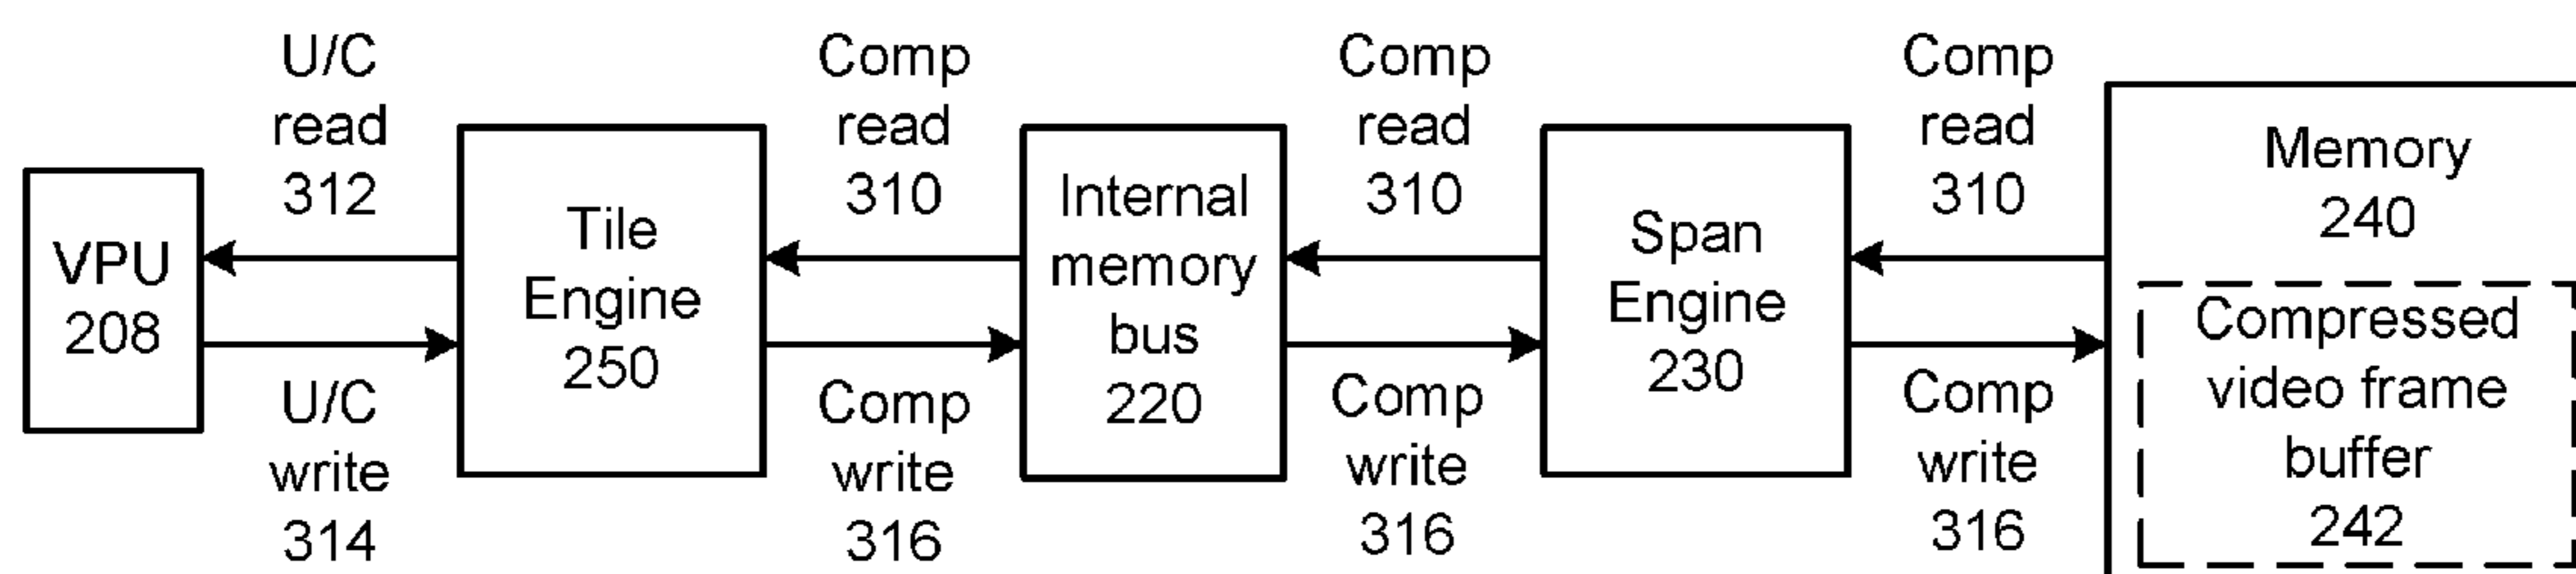 U/C
read
312
Comp
read
310
Comp
read
310
Comp
read
310
VPU
208
Tile
Engine
250
Internal
memory
bus
220
Span
Engine
230
Memory
240
Compressed
video frame
buffer
242
U/C
write
314
Comp
write
316
Comp
write
316
Comp
write
316